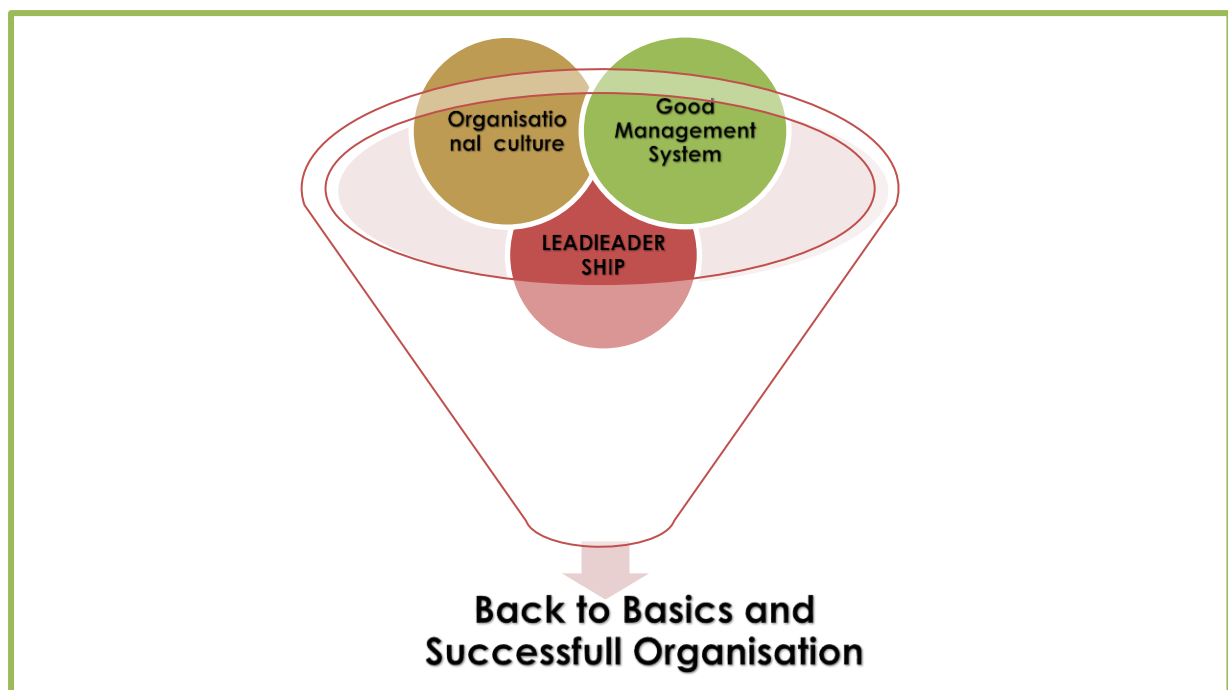 Organisatio
nal culture
Good
Management
System
LEADIEADER
SHIP
Back to Basics and
Successfull Organisation